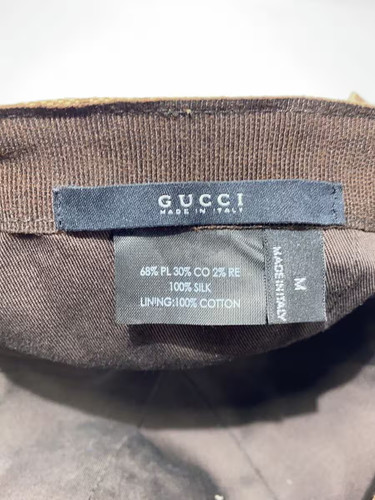 GUCCI
MADE IN ITALY
68% PL 30% CO 2% RE
100% SILK
LINING:100% COTTON
M
MADE IN ITALY